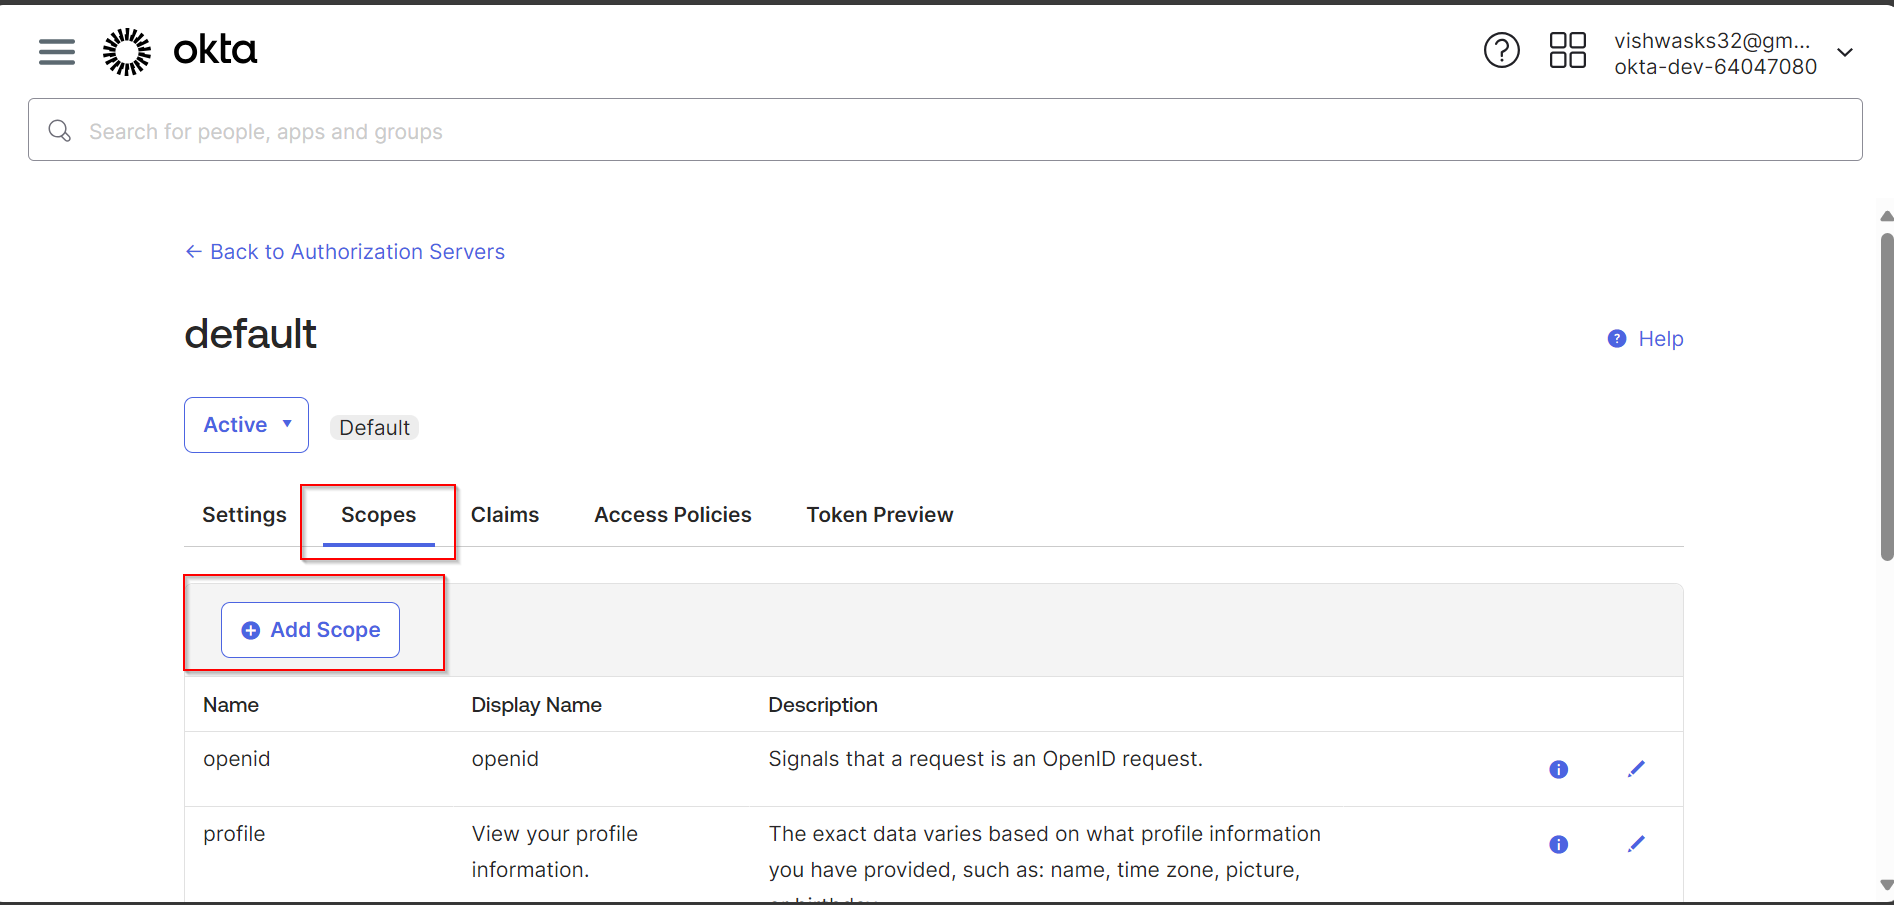 okta
vishwasks32@gm...
okta-dev-64047080
Search for people, apps and groups
← Back to Authorization Servers
default
Help
Active
Default
Settings Scopes Claims Access Policies Token Preview
Add Scope
Name Display Name Description
openid openid Signals that a request is an OpenID request.
profile View your profile The exact data varies based on what profile information
information. you have provided, such as: name, time zone, picture,